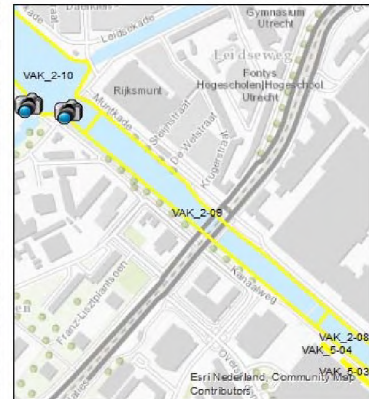 Leidsekade
Gymnasium
Utrecht
Leidseweg
VAK_2-10
Rijksmunt
Fontys
Hogescholen|Hogeschool
Utrecht
Muntkade
Steijnstraat
De Wetstraat
Krugerstraat
VAK_2-09
Kanaalweg
Franz-Lisztplantsoen
VAK_2-08
VAK_5-04
VAK_5-03
Esri Nederland, Community Map
Contributors